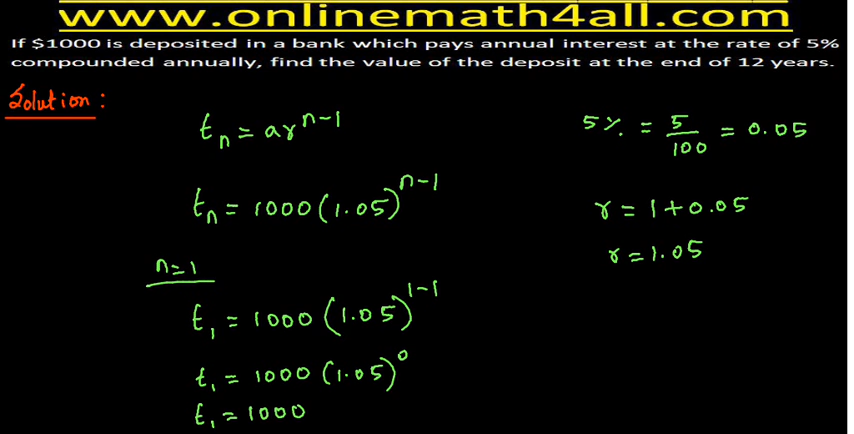 www.onlinemath4all.com
If $1000 is deposited in a bank which pays annual interest at the rate of 5%
compounded annually, find the value of the deposit at the end of 12 years.
Solution :
tₙ = arⁿ⁻¹
5% = 5/100 = 0.05
tₙ = 1000 (1.05)ⁿ⁻¹
r = 1 + 0.05
r = 1.05
n = 1
t₁ = 1000 (1.05)¹⁻¹
t₁ = 1000 (1.05)⁰
t₁ = 1000